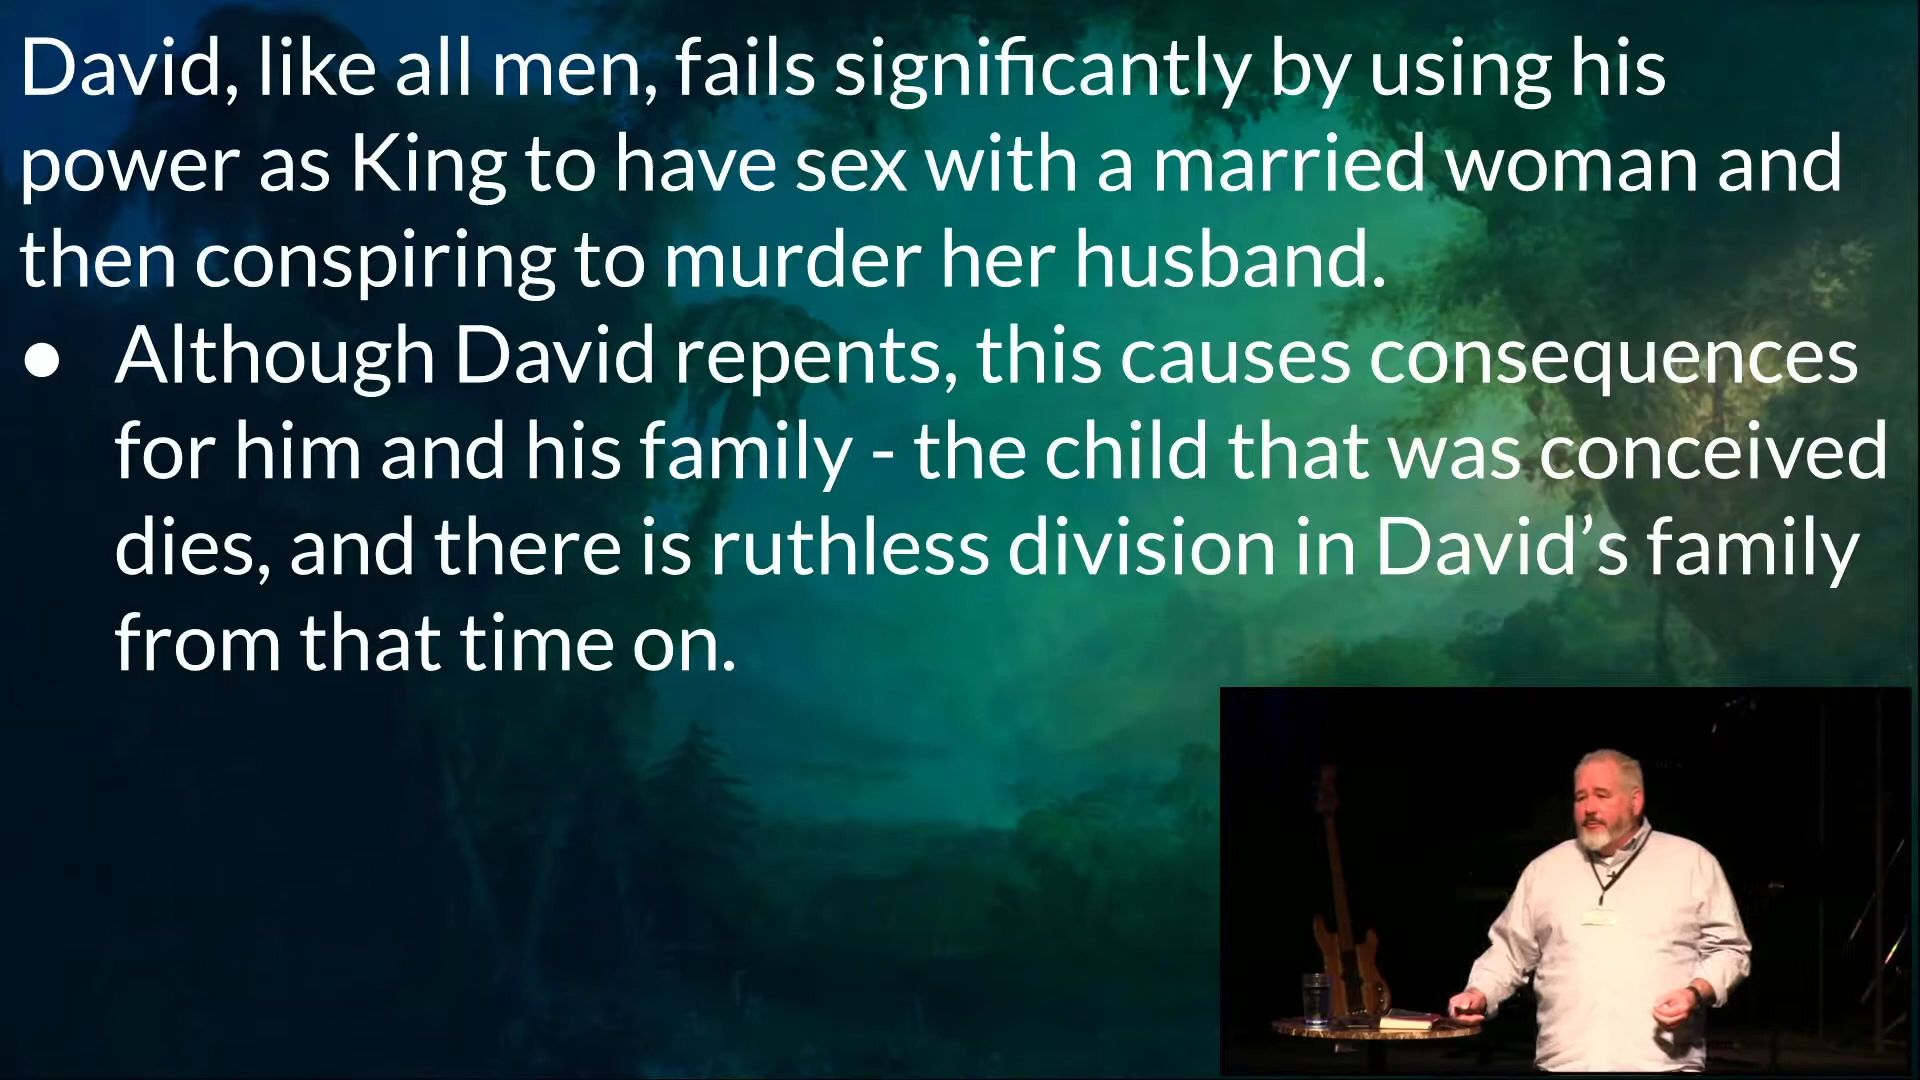 David, like all men, fails significantly by using his
power as King to have sex with a married woman and
then conspiring to murder her husband.
● Although David repents, this causes consequences
for him and his family - the child that was conceived
dies, and there is ruthless division in David’s family
from that time on.